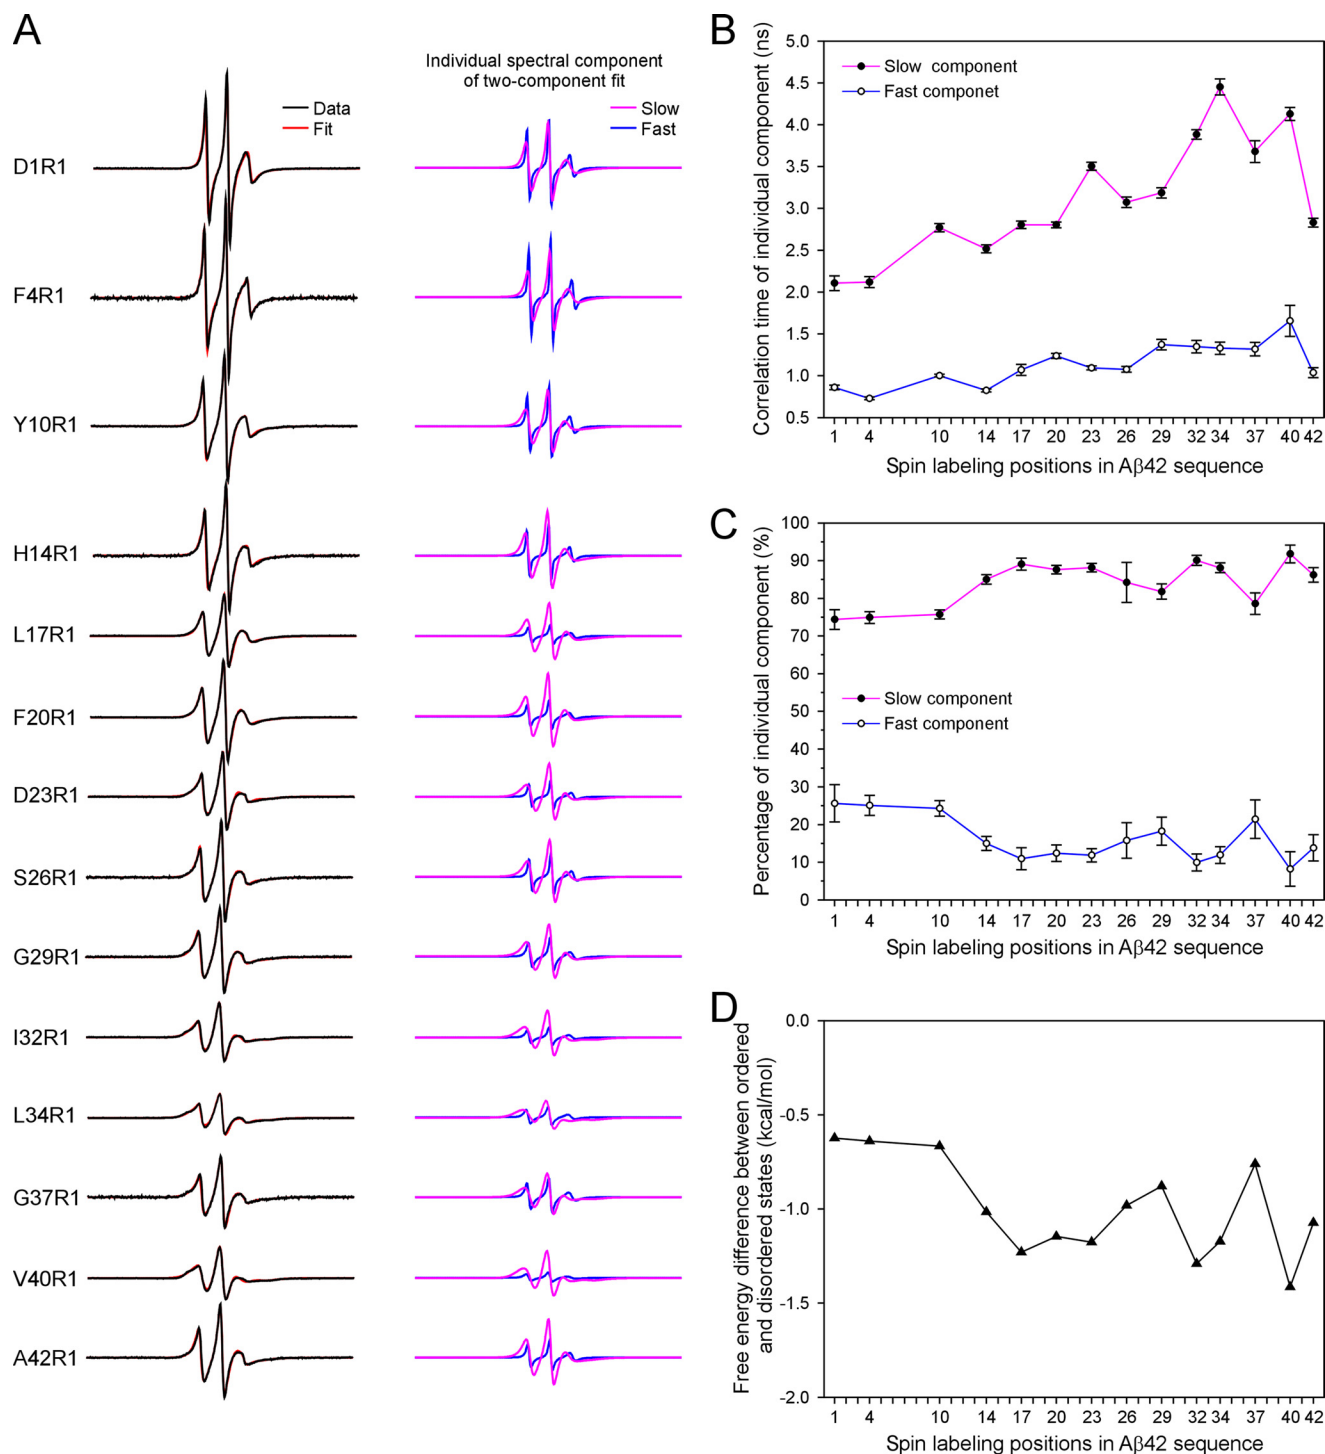 A
Individual spectral component
of two-component fit
Data
Fit
Slow
Fast
D1R1
F4R1
Y10R1
H14R1
L17R1
F20R1
D23R1
S26R1
G29R1
I32R1
L34R1
G37R1
V40R1
A42R1
B
Correlation time of individual component (ns)
5.0
4.5
4.0
3.5
3.0
2.5
2.0
1.5
1.0
0.5
Slow component
Fast componet
1 4 10 14 17 20 23 26 29 32 34 37 40 42
Spin labeling positions in Aβ42 sequence
C
Percentage of individual component (%)
100
90
80
70
60
50
40
30
20
10
0
Slow component
Fast component
1 4 10 14 17 20 23 26 29 32 34 37 40 42
Spin labeling positions in Aβ42 sequence
D
Free energy difference between ordered
and disordered states (kcal/mol)
0.0
-0.5
-1.0
-1.5
-2.0
1 4 10 14 17 20 23 26 29 32 34 37 40 42
Spin labeling positions in Aβ42 sequence